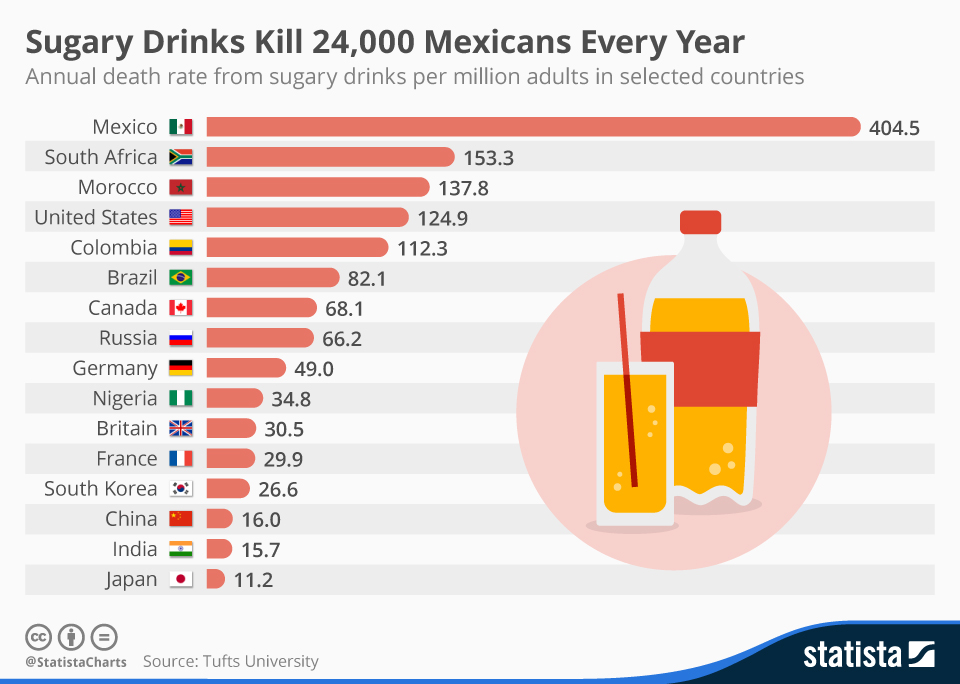 Sugary Drinks Kill 24,000 Mexicans Every Year
Annual death rate from sugary drinks per million adults in selected countries
Mexico 404.5
South Africa 153.3
Morocco 137.8
United States 124.9
Colombia 112.3
Brazil 82.1
Canada 68.1
Russia 66.2
Germany 49.0
Nigeria 34.8
Britain 30.5
France 29.9
South Korea 26.6
China 16.0
India 15.7
Japan 11.2
cc
@StatistaCharts Source: Tufts University
statista